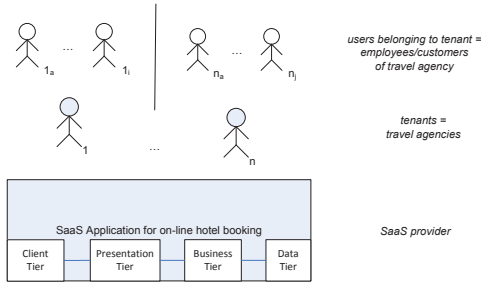 ... ...
1a 1i na nj
users belonging to tenant =
employees/customers
of travel agency
1 ... n
tenants =
travel agencies
SaaS Application for on-line hotel booking
SaaS provider
Client
Tier
Presentation
Tier
Business
Tier
Data
Tier